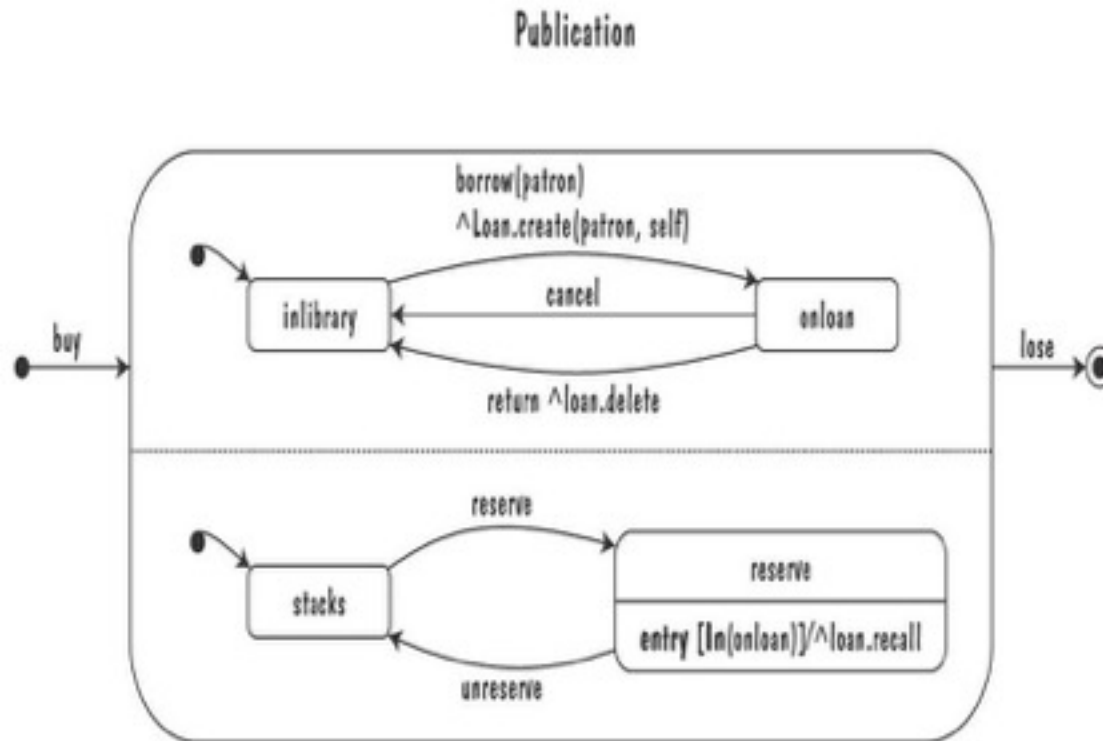 Publication
borrow(patron)
^Loan.create(patron, self)
cancel
inlibrary
onloan
buy
lose
return ^loan.delete
reserve
reserve
stacks
entry [In(onloan)]/^loan.recall
unreserve